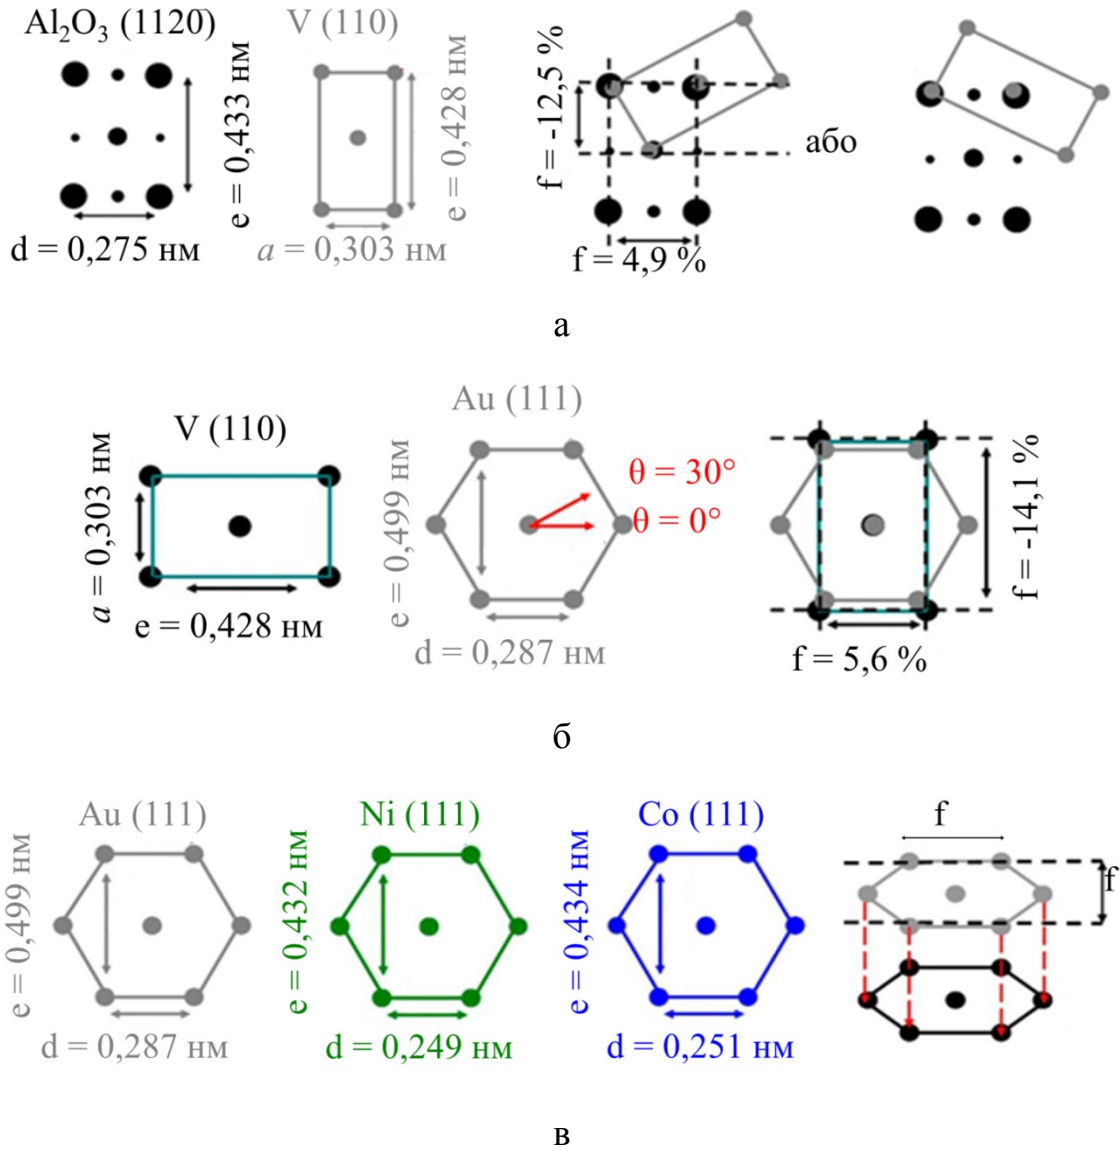 Al₂O₃ (1120)
V (110)
e = 0,433 нм
e = 0,428 нм
d = 0,275 нм
a = 0,303 нм
f = -12,5 %
f = 4,9 %
або
а
V (110)
Au (111)
a = 0,303 нм
e = 0,428 нм
e = 0,499 нм
θ = 30°
θ = 0°
d = 0,287 нм
f = -14,1 %
f = 5,6 %
б
Au (111)
Ni (111)
Co (111)
e = 0,499 нм
e = 0,432 нм
e = 0,434 нм
f
f
d = 0,287 нм
d = 0,249 нм
d = 0,251 нм
в